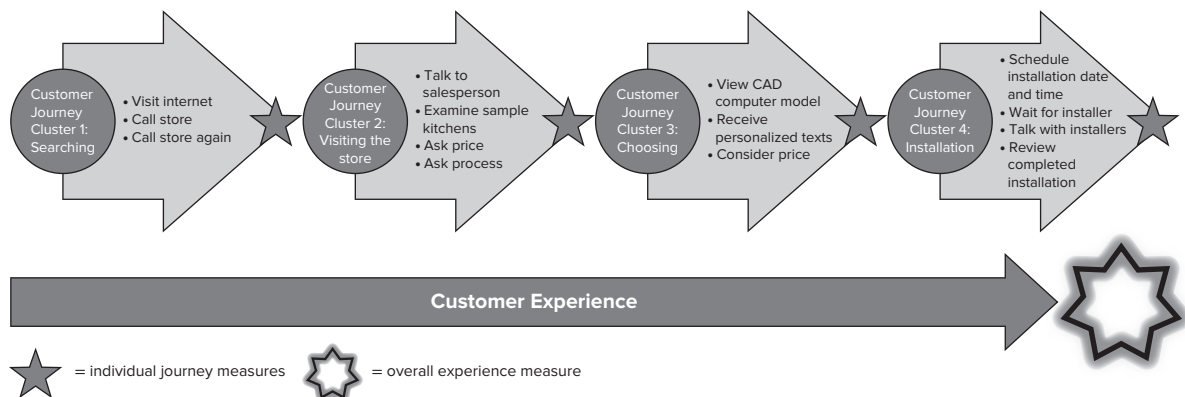 Customer
Journey
Cluster 1:
Searching
• Visit internet
• Call store
• Call store again
Customer
Journey
Cluster 2:
Visiting the
store
• Talk to
salesperson
• Examine sample
kitchens
• Ask price
• Ask process
Customer
Journey
Cluster 3:
Choosing
• View CAD
computer model
• Receive
personalized texts
• Consider price
Customer
Journey
Cluster 4:
Installation
• Schedule
installation date
and time
• Wait for installer
• Talk with installers
• Review
completed
installation
Customer Experience
= individual journey measures
= overall experience measure